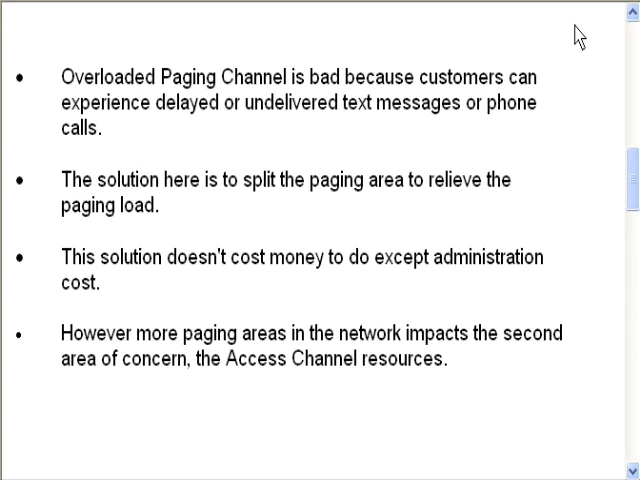 • Overloaded Paging Channel is bad because customers can
experience delayed or undelivered text messages or phone
calls.
• The solution here is to split the paging area to relieve the
paging load.
• This solution doesn't cost money to do except administration
cost.
• However more paging areas in the network impacts the second
area of concern, the Access Channel resources.